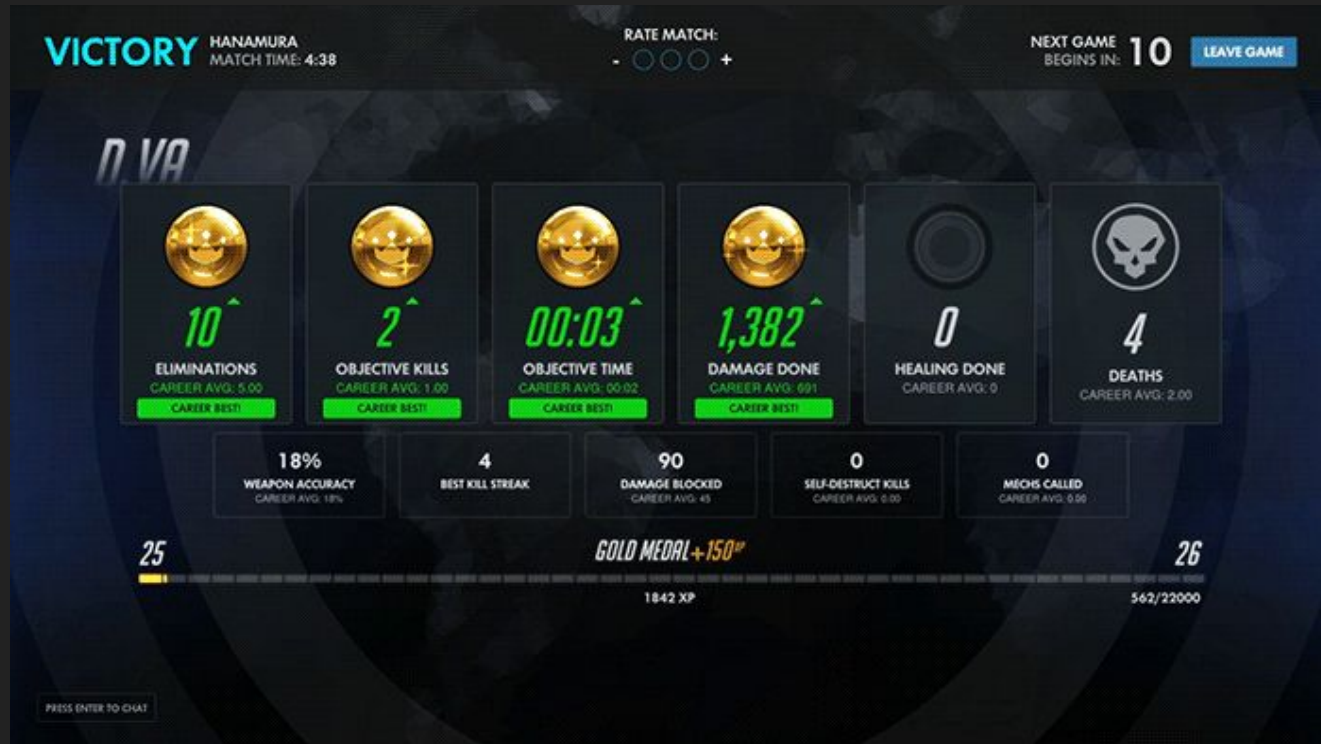 VICTORY
HANAMURA
MATCH TIME: 4:38
RATE MATCH:
- +
NEXT GAME
BEGINS IN:
10
LEAVE GAME
D.VA
10
ELIMINATIONS
CAREER AVG: 5.00
CAREER BEST!
2
OBJECTIVE KILLS
CAREER AVG: 1.00
CAREER BEST!
00:03
OBJECTIVE TIME
CAREER AVG: 00:02
CAREER BEST!
1,382
DAMAGE DONE
CAREER AVG: 691
CAREER BEST!
0
HEALING DONE
CAREER AVG: 0
4
DEATHS
CAREER AVG: 2.00
18%
WEAPON ACCURACY
CAREER AVG: 18%
4
BEST KILL STREAK
90
DAMAGE BLOCKED
CAREER AVG: 45
0
SELF-DESTRUCT KILLS
CAREER AVG: 0.00
0
MECHS CALLED
CAREER AVG: 0.00
25
GOLD MEDAL +150 XP
26
1842 XP
562/22000
PRESS ENTER TO CHAT